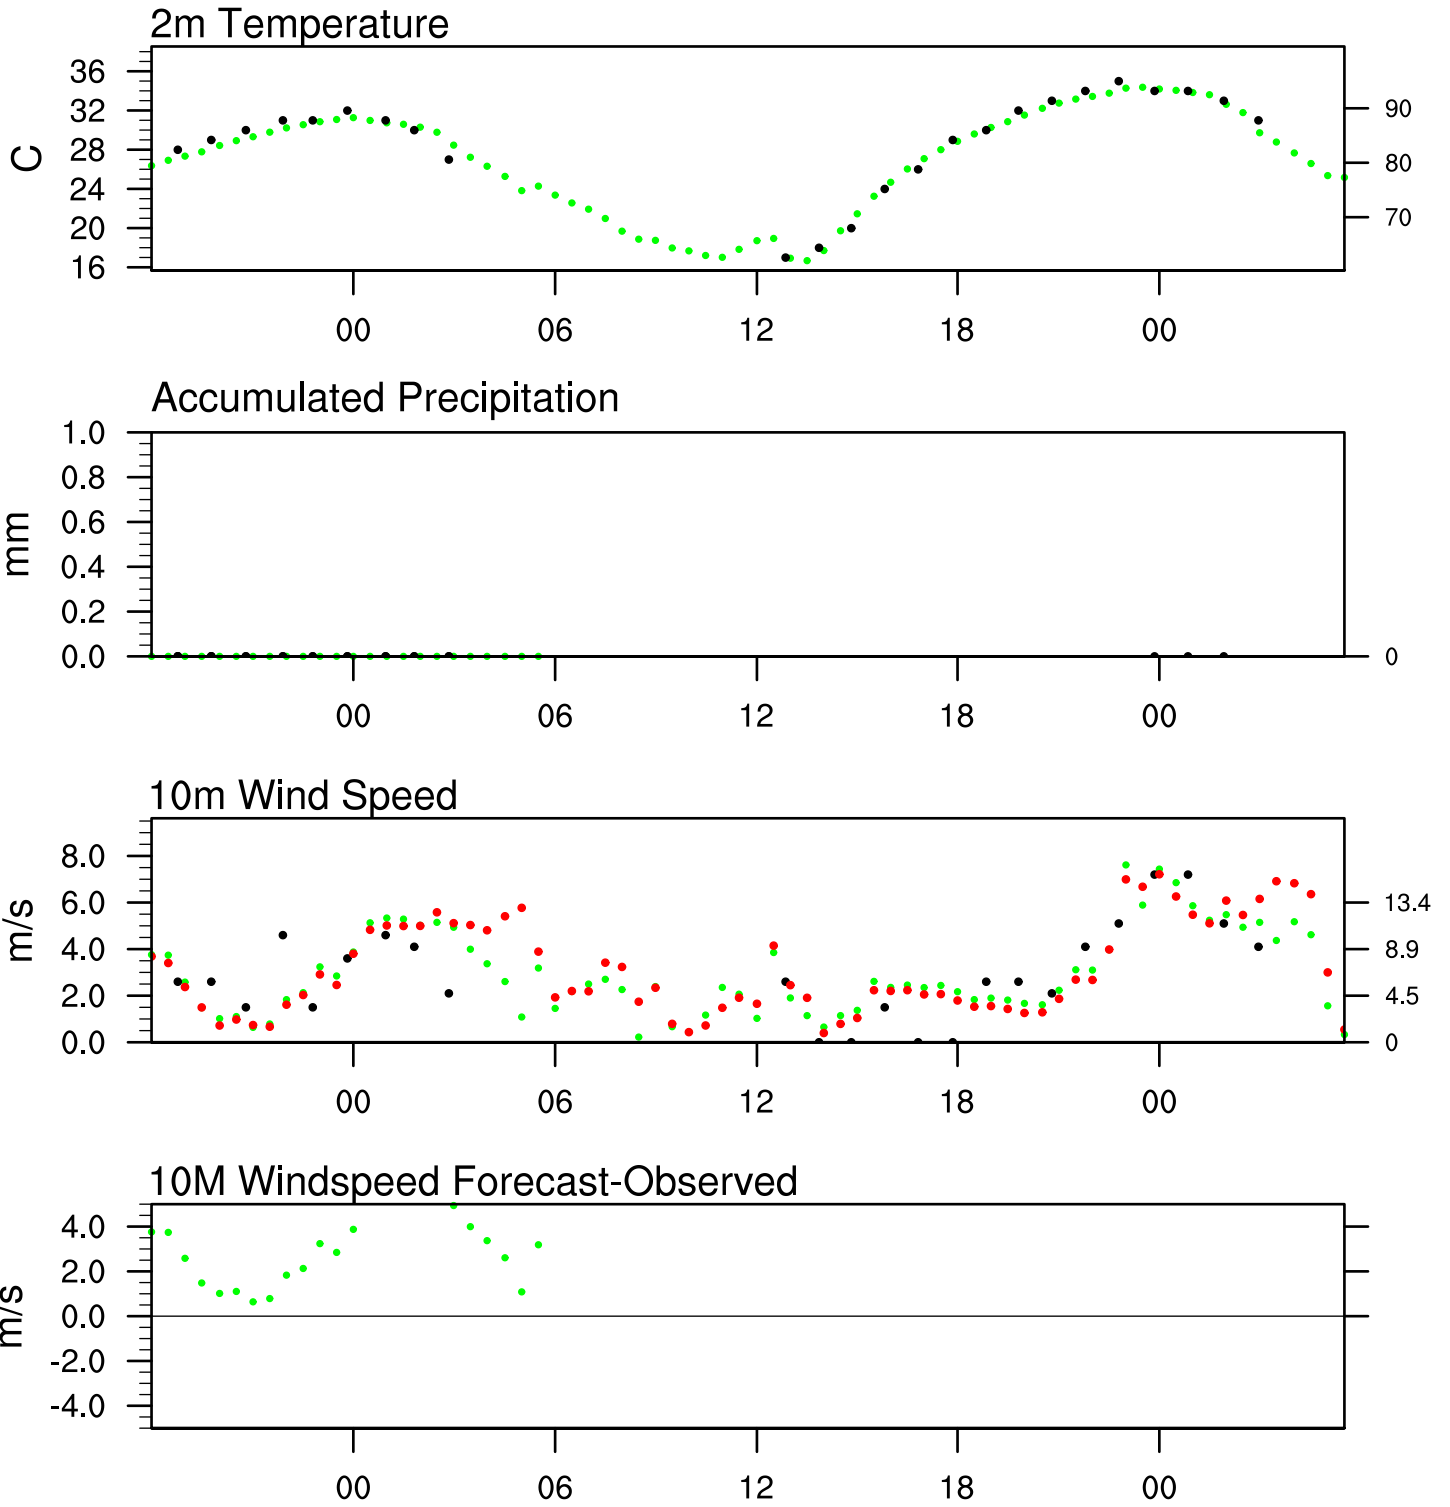 2m Temperature
36
32
28
24
20
16
C
90
80
70
00 06 12 18 00
Accumulated Precipitation
1.0
0.8
0.6
0.4
0.2
0.0
mm
0
00 06 12 18 00
10m Wind Speed
8.0
6.0
4.0
2.0
0.0
m/s
13.4
8.9
4.5
0
00 06 12 18 00
10M Windspeed Forecast-Observed
4.0
2.0
0.0
-2.0
-4.0
m/s
00 06 12 18 00